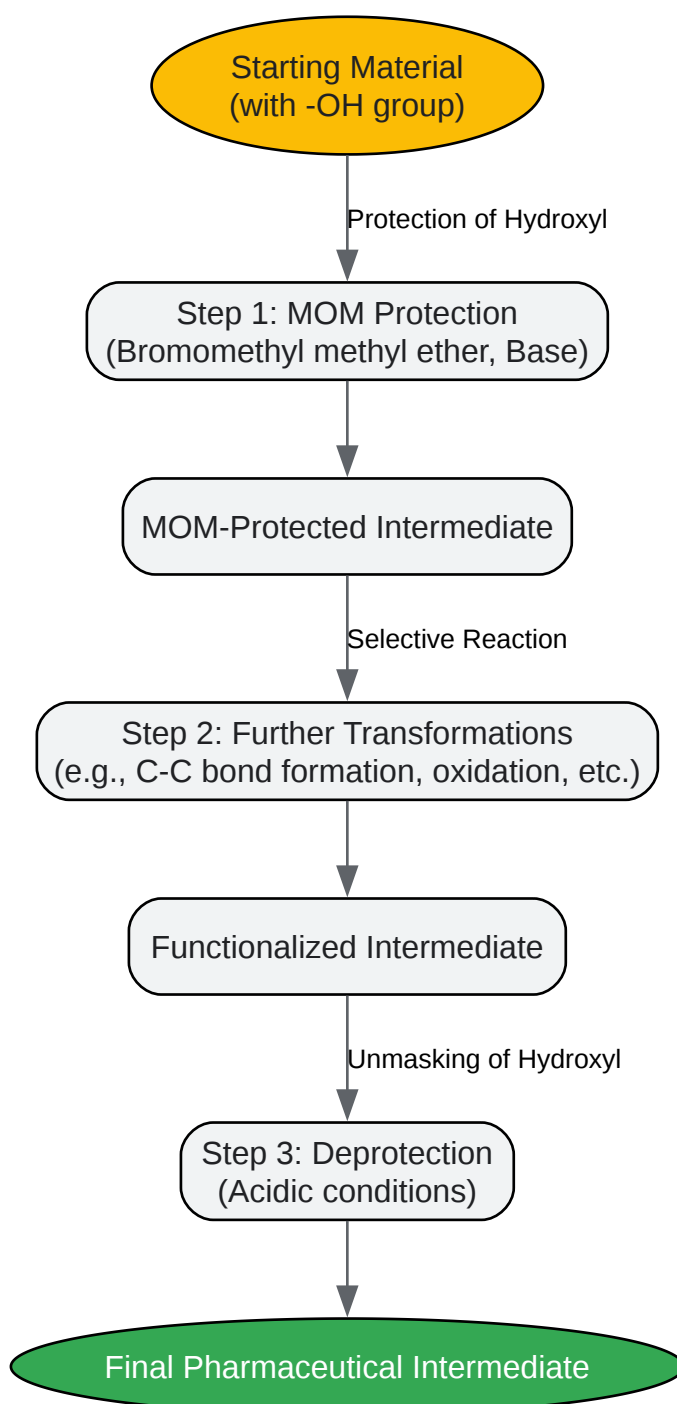 Starting Material
(with -OH group)
Protection of Hydroxyl
Step 1: MOM Protection
(Bromomethyl methyl ether, Base)
MOM-Protected Intermediate
Selective Reaction
Step 2: Further Transformations
(e.g., C-C bond formation, oxidation, etc.)
Functionalized Intermediate
Unmasking of Hydroxyl
Step 3: Deprotection
(Acidic conditions)
Final Pharmaceutical Intermediate